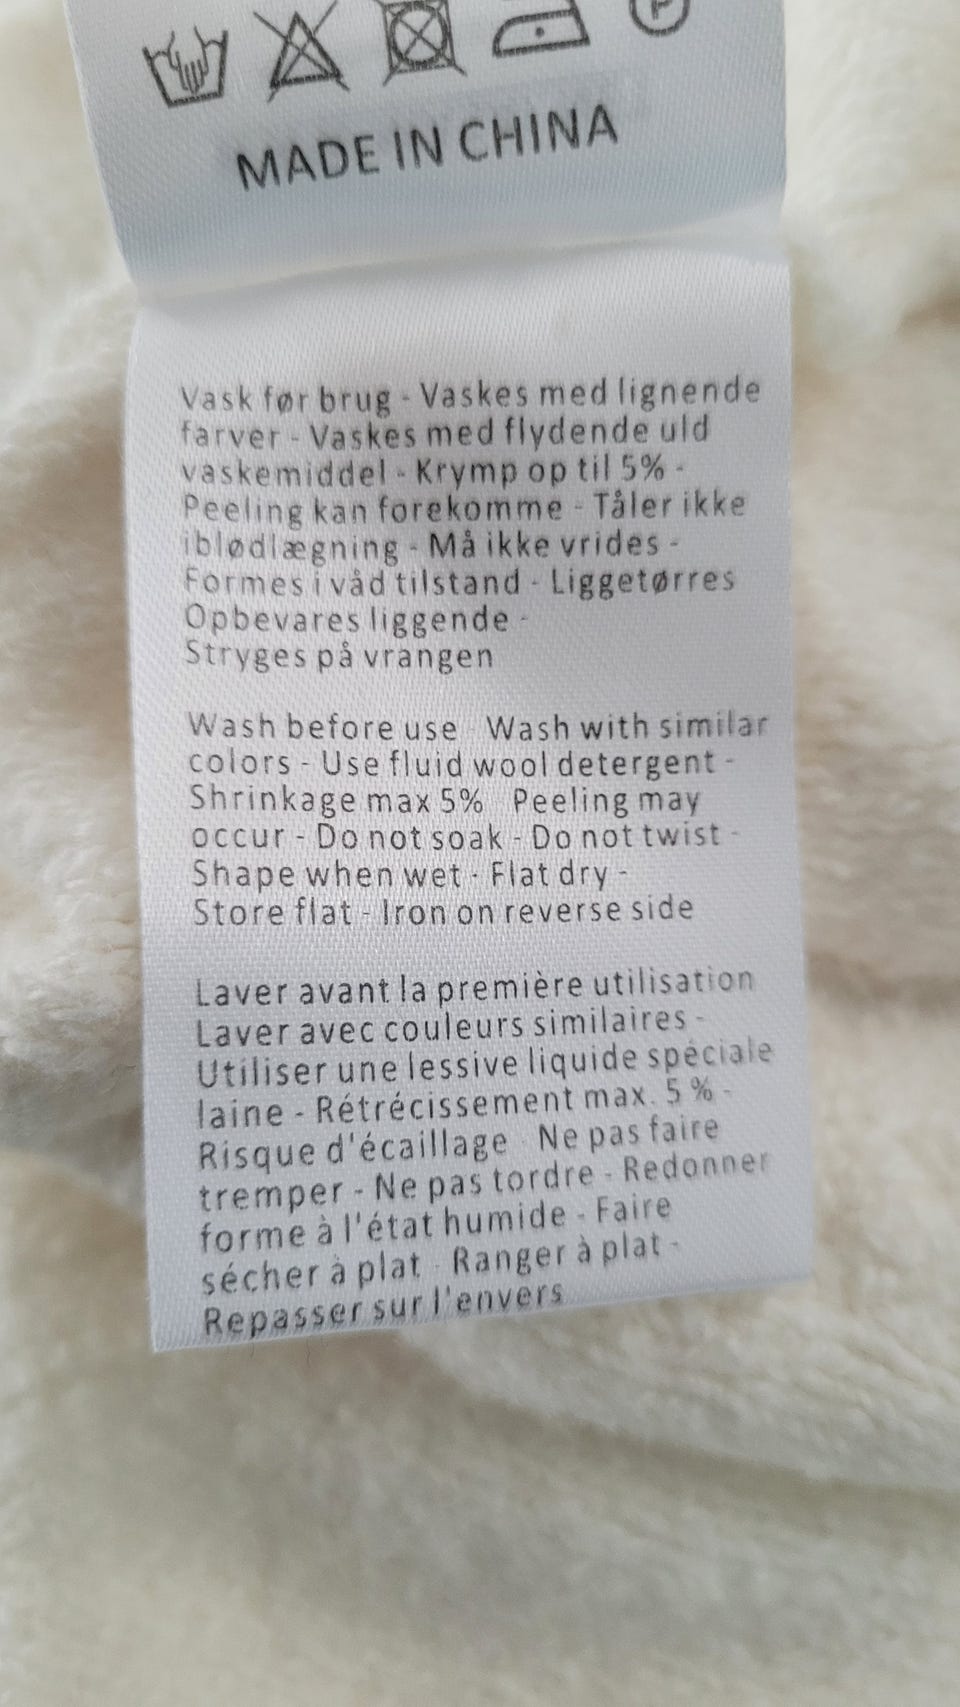 P
MADE IN CHINA
Vask før brug - Vaskes med lignende
farver - Vaskes med flydende uld
vaskemiddel - Krymp op til 5% -
Peeling kan forekomme - Tåler ikke
iblødlægning - Må ikke vrides -
Formes i våd tilstand - Liggetørres
Opbevares liggende -
Stryges på vrangen
Wash before use Wash with similar
colors - Use fluid wool detergent -
Shrinkage max 5% Peeling may
occur - Do not soak - Do not twist -
Shape when wet - Flat dry -
Store flat - Iron on reverse side
Laver avant la première utilisation
Laver avec couleurs similaires -
Utiliser une lessive liquide spéciale
laine - Rétrécissement max. 5 % -
Risque d'écaillage Ne pas faire
tremper - Ne pas tordre - Redonner
forme à l'état humide - Faire
sécher à plat - Ranger à plat -
Repasser sur l'envers